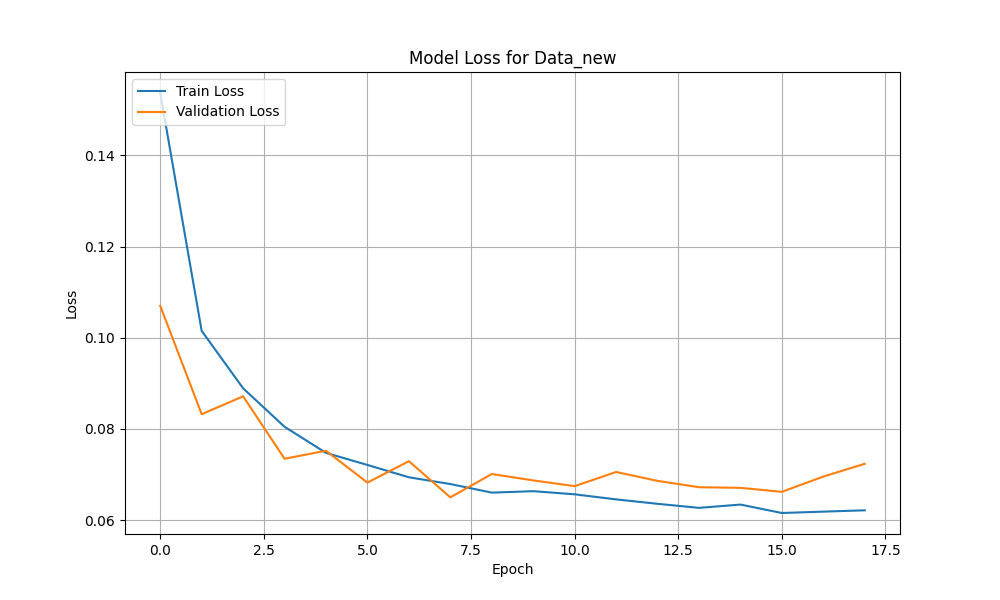 Model Loss for Data_new
Train Loss
Validation Loss
0.14
0.12
0.10
0.08
0.06
Loss
0.0 2.5 5.0 7.5 10.0 12.5 15.0 17.5
Epoch